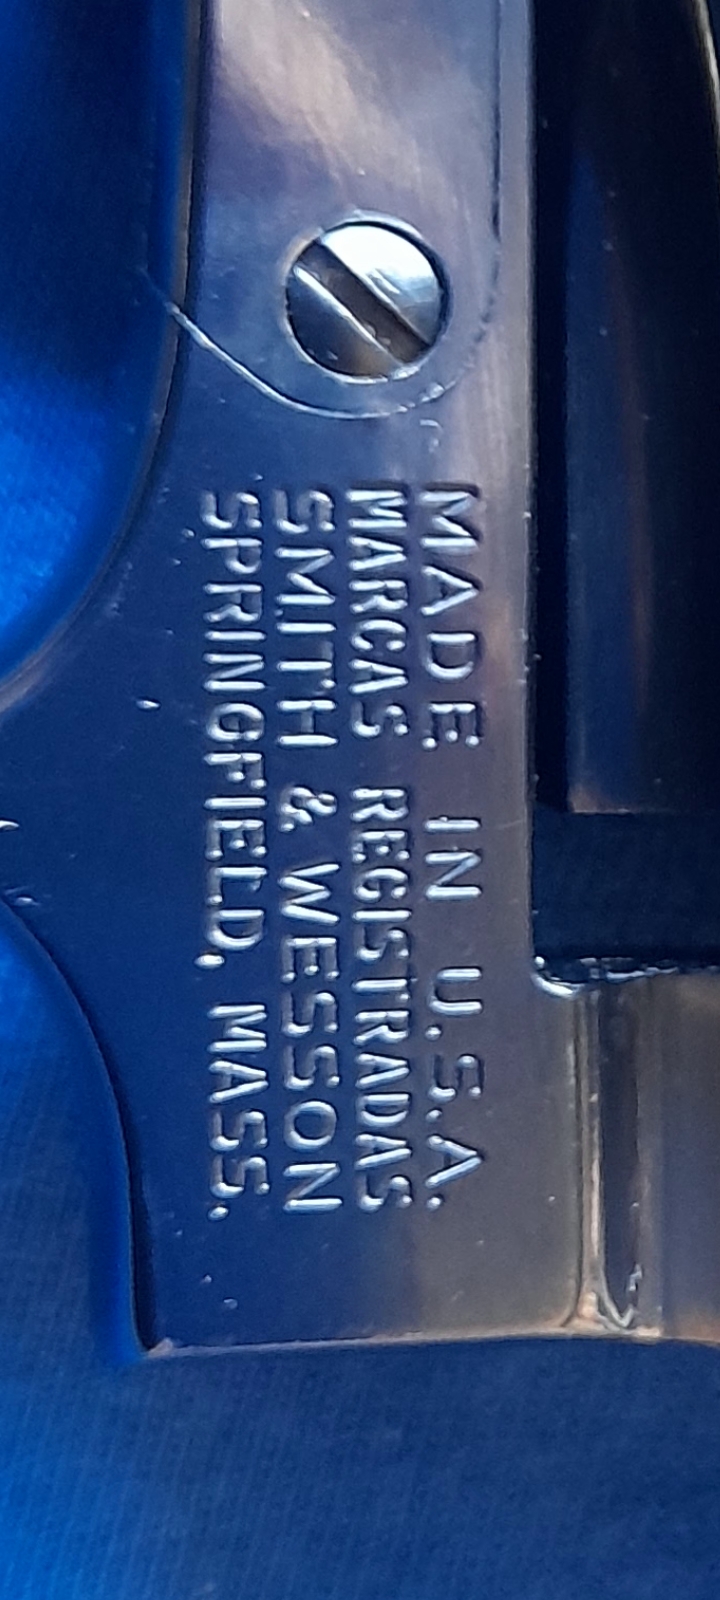 MADE IN U.S.A.
MARCAS REGISTRADAS
SMITH & WESSON
SPRINGFIELD, MASS.